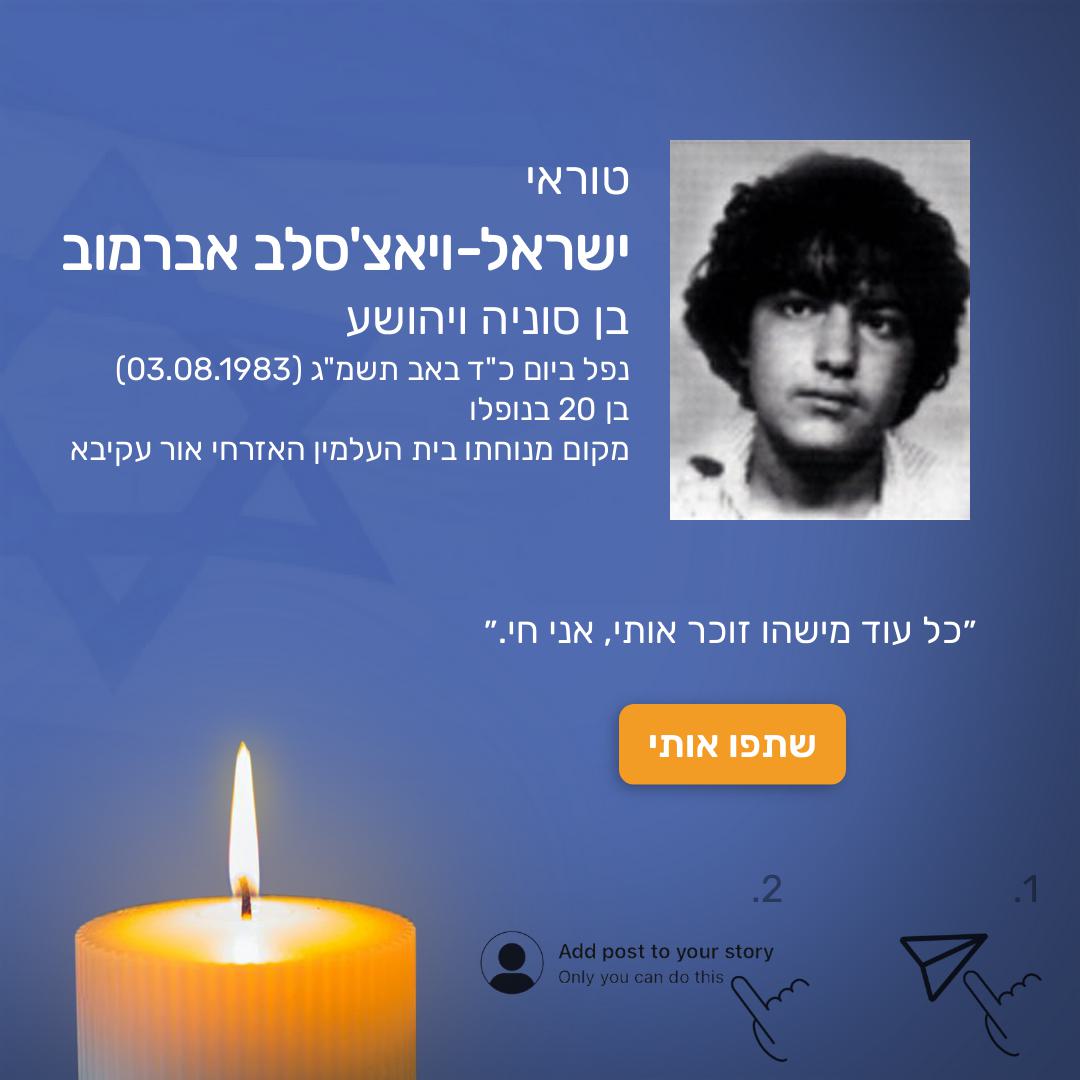 טוראי
ישראל-ויאצ'סלב אברמוב
בן סוניה ויהושע
נפל ביום כ"ד באב תשמ"ג (03.08.1983)
בן 20 בנופלו
מקום מנוחתו בית העלמין האזרחי אור עקיבא
״כל עוד מישהו זוכר אותי, אני חי.״
שתפו אותי
.1
.2
Add post to your story
Only you can do this